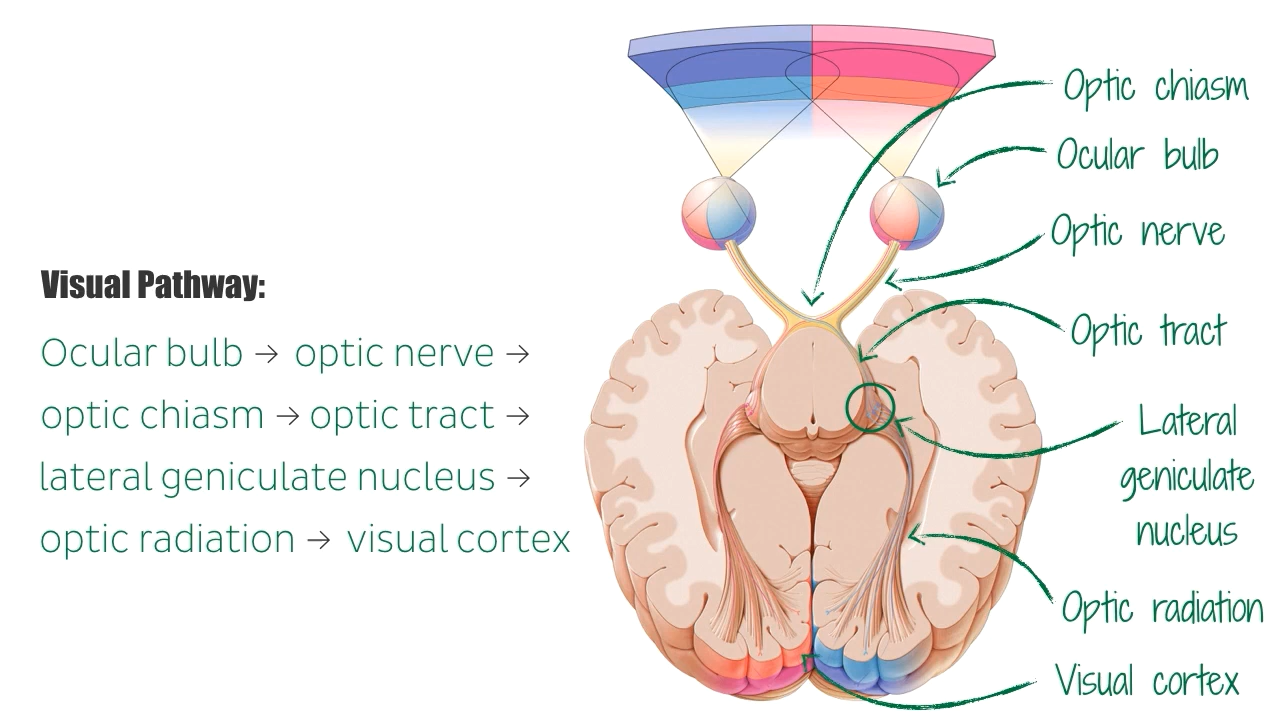 Visual Pathway:
Ocular bulb → optic nerve →
optic chiasm → optic tract →
lateral geniculate nucleus →
optic radiation → visual cortex
Optic chiasm
Ocular bulb
Optic nerve
Optic tract
Lateral
geniculate
nucleus
Optic radiation
Visual cortex